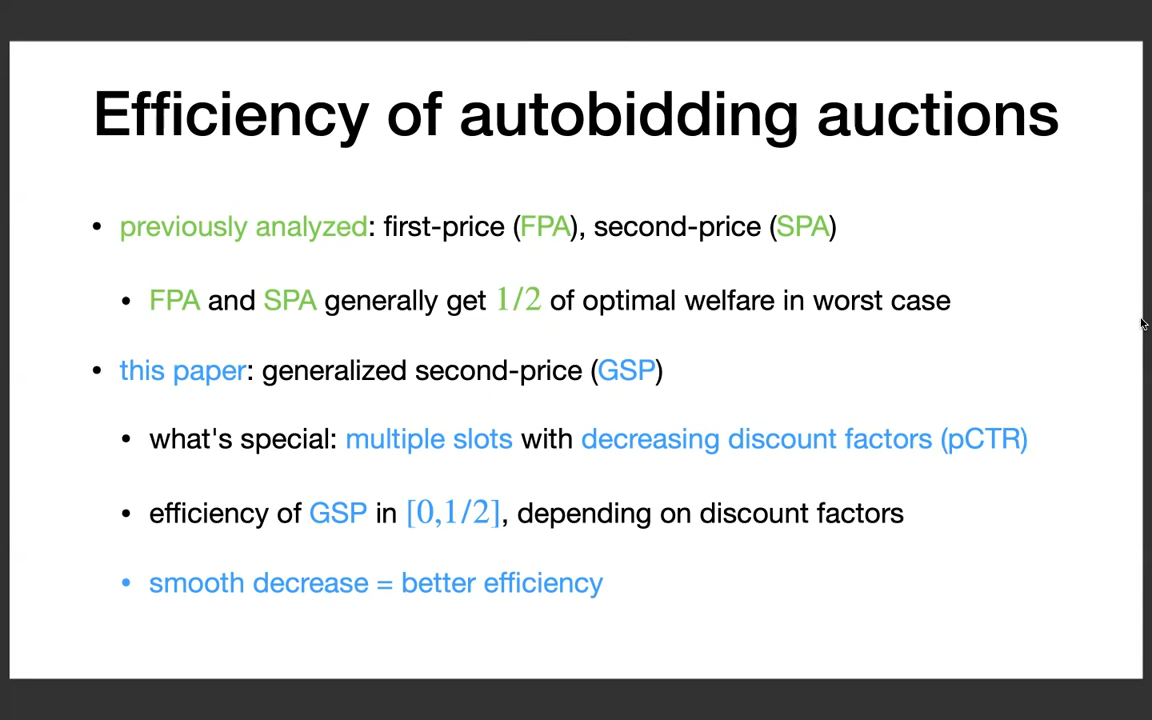 Efficiency of autobidding auctions
• previously analyzed: first-price (FPA), second-price (SPA)
• FPA and SPA generally get 1/2 of optimal welfare in worst case
• this paper: generalized second-price (GSP)
• what's special: multiple slots with decreasing discount factors (pCTR)
• efficiency of GSP in [0,1/2], depending on discount factors
• smooth decrease = better efficiency